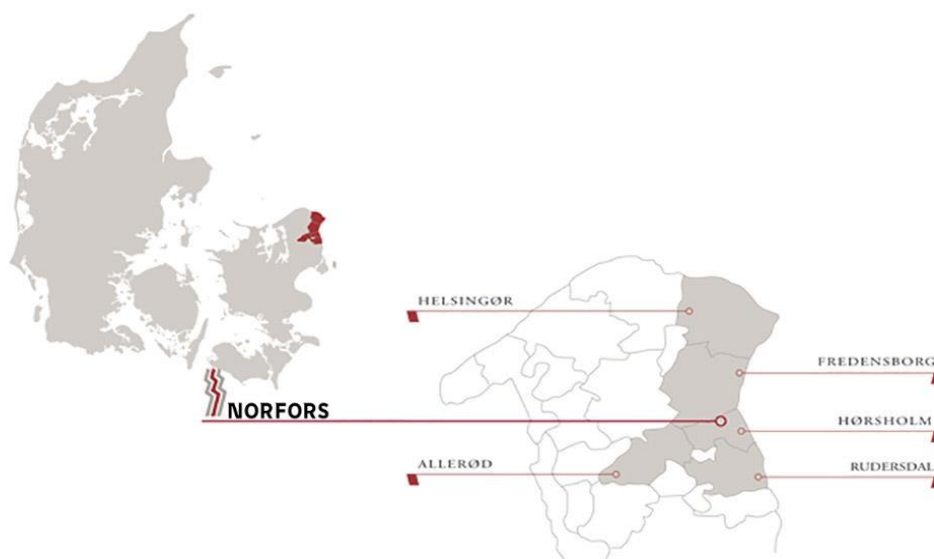 HELSINGØR
FREDENSBORG
NORFORS
HØRSHOLM
ALLERØD
RUDERSDAL